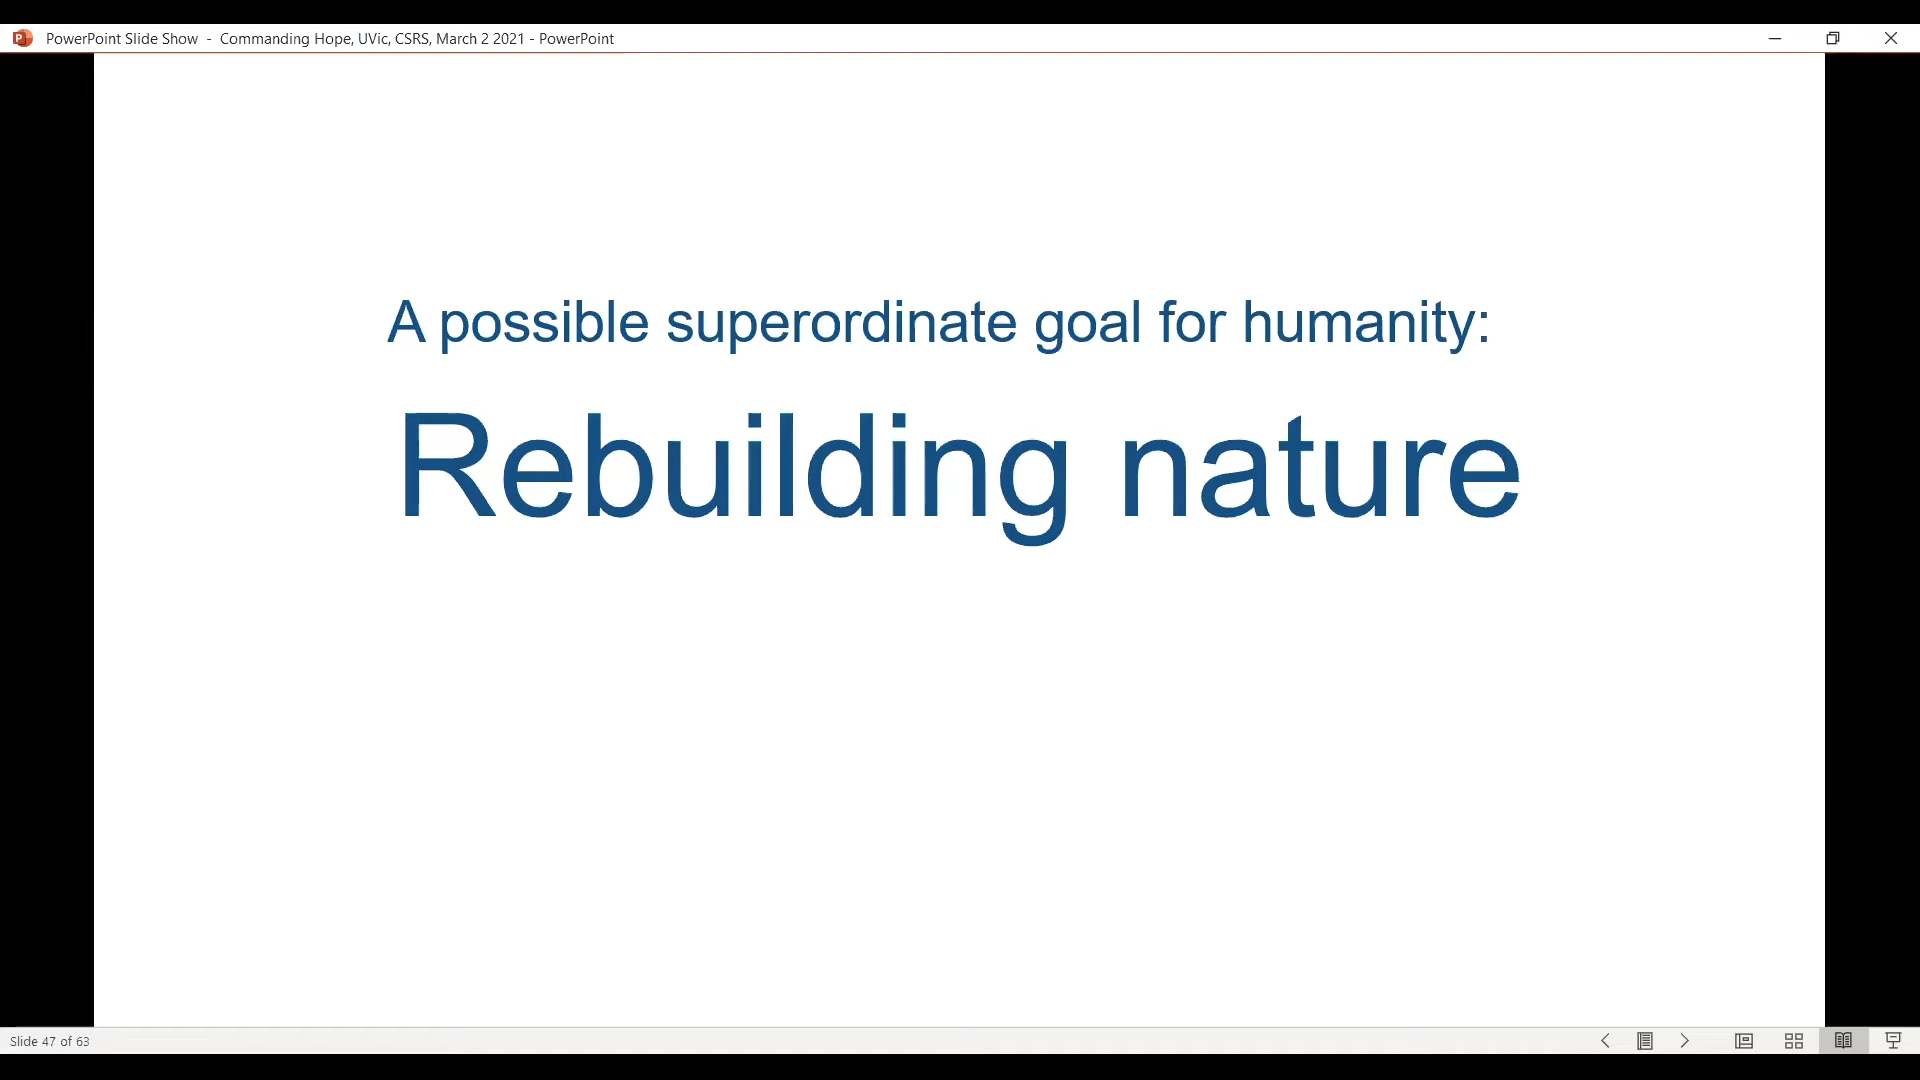 PowerPoint Slide Show - Commanding Hope, UVic, CSRS, March 2 2021 - PowerPoint
A possible superordinate goal for humanity:
Rebuilding nature
Slide 47 of 63